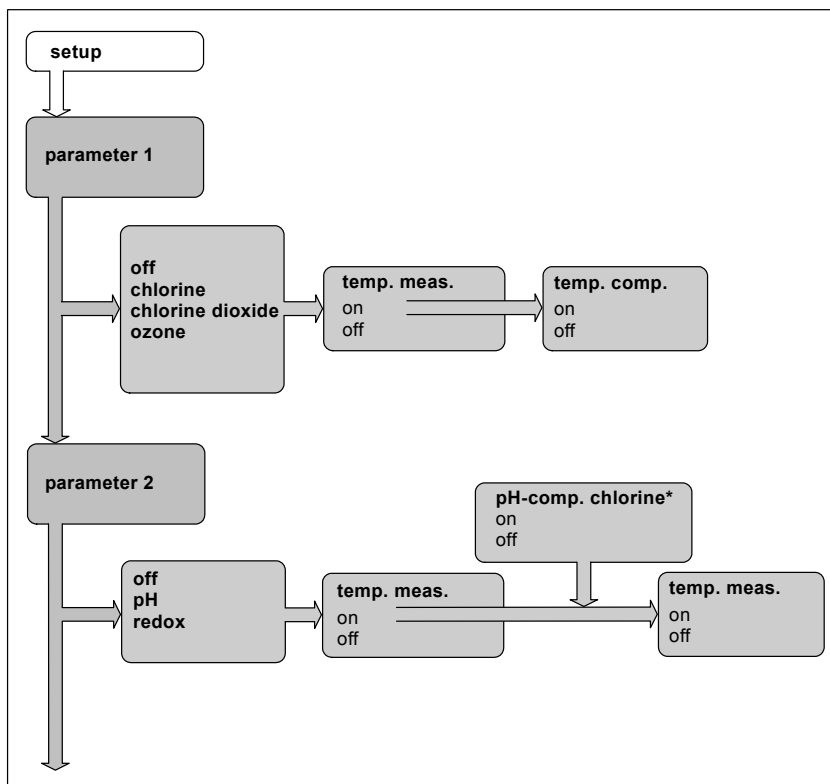 setup
parameter 1
off
chlorine
chlorine dioxide
ozone
temp. meas.
on
off
temp. comp.
on
off
parameter 2
pH-comp. chlorine*
on
off
off
pH
redox
temp. meas.
on
off
temp. meas.
on
off